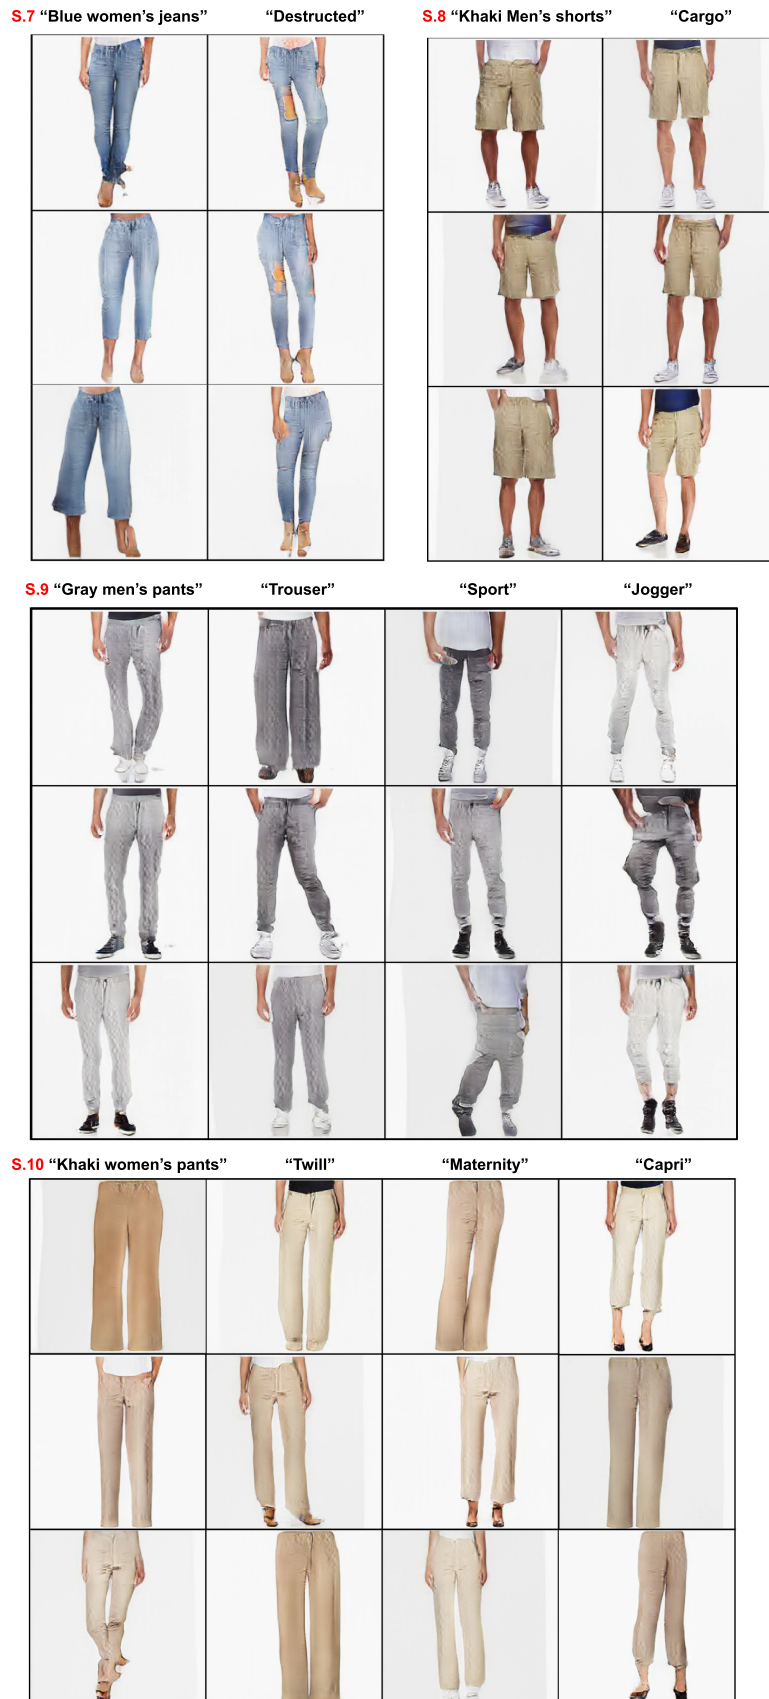 S.7 “Blue women’s jeans” “Destructed”
S.8 “Khaki Men’s shorts” “Cargo”
S.9 “Gray men’s pants” “Trouser” “Sport” “Jogger”
S.10 “Khaki women’s pants” “Twill” “Maternity” “Capri”